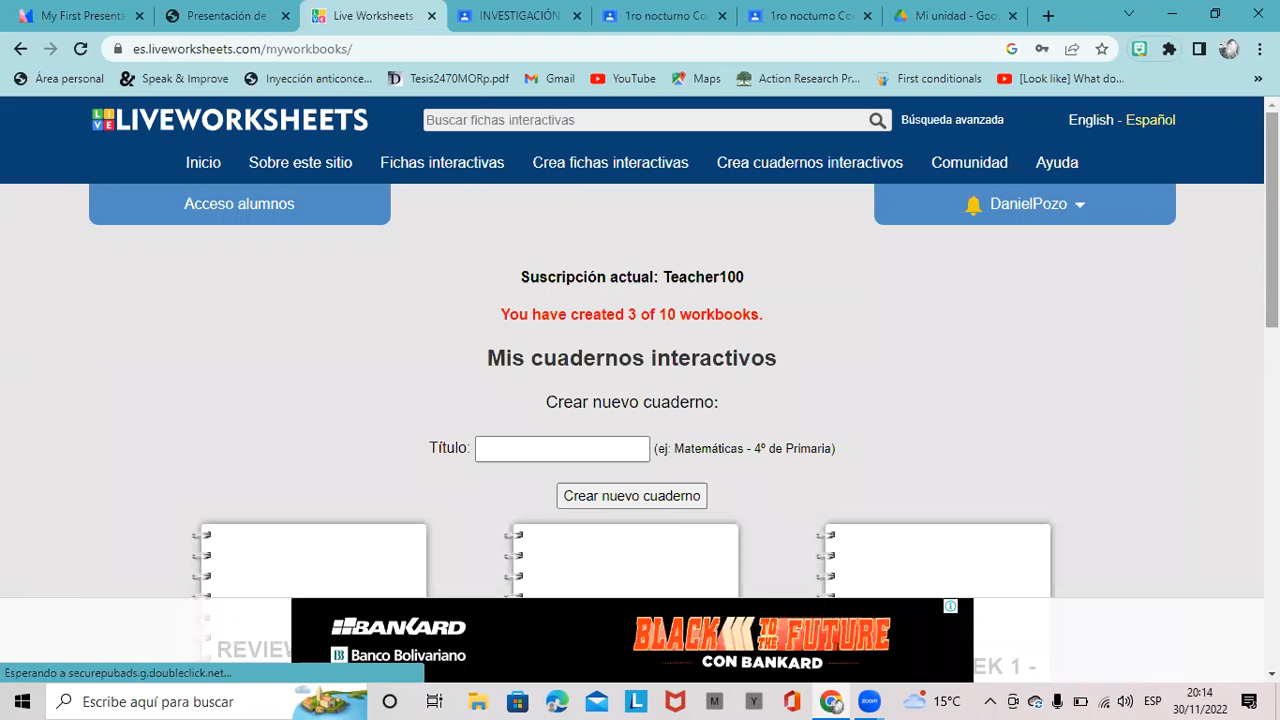 My First Presenta
Presentación de
Live Worksheets
INVESTIGACIÓN
1ro nocturno Co
1ro nocturno Co
Mi unidad - Goo
es.liveworksheets.com/myworkbooks/
Área personal
Speak & Improve
Inyección anticonce...
Tesis2470MORp.pdf
Gmail
YouTube
Maps
Action Research Pr...
First conditionals
[Look like] What do...
LIVEWORKSHEETS
Buscar fichas interactivas
Búsqueda avanzada
English - Español
Inicio
Sobre este sitio
Fichas interactivas
Crea fichas interactivas
Crea cuadernos interactivos
Comunidad
Ayuda
Acceso alumnos
DanielPozo
Suscripción actual: Teacher100
You have created 3 of 10 workbooks.
Mis cuadernos interactivos
Crear nuevo cuaderno:
Título:
(ej: Matemáticas - 4º de Primaria)
Crear nuevo cuaderno
REVIEW
BANKARD
Banco Bolivariano
BLACK TO THE FUTURE
CON BANKARD
EK 1 -
Esperando a securepubads.g.doubleclick.net...
Escribe aquí para buscar
15°C
ESP
20:14
30/11/2022